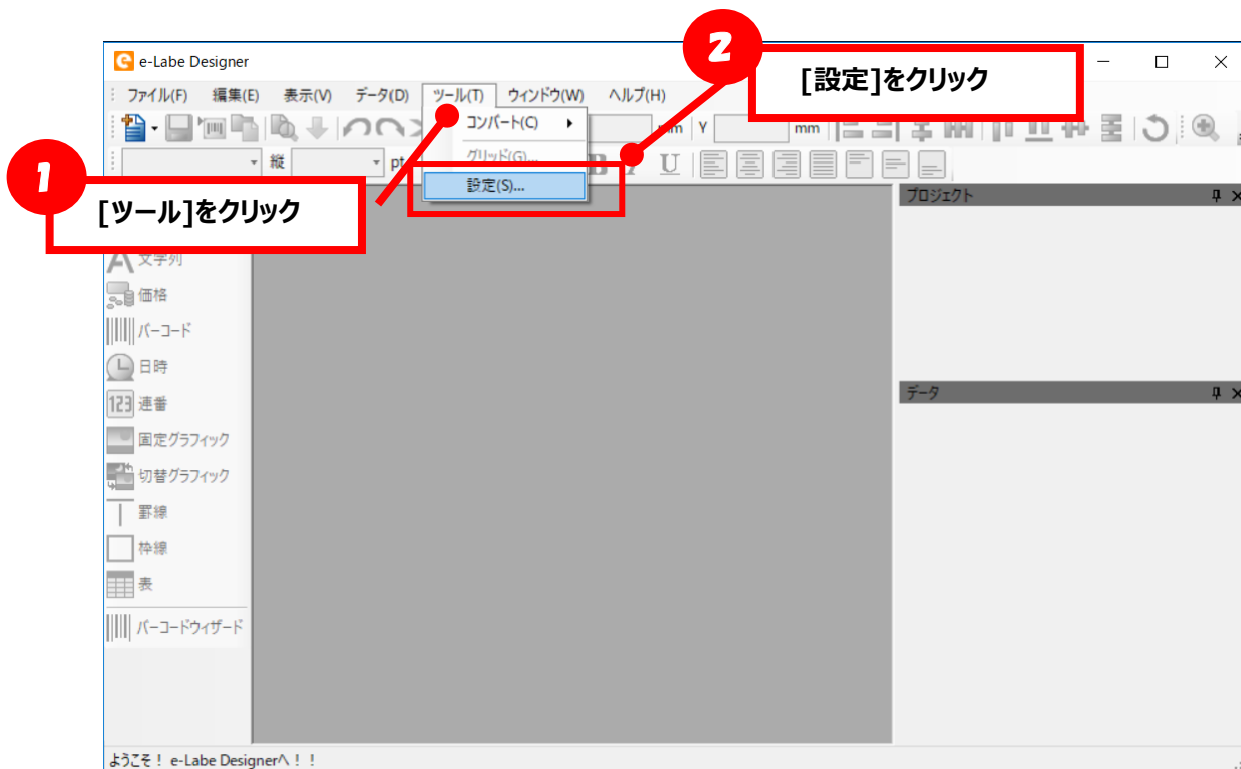 2
e-Labe Designer
[設定]をクリック
ファイル(F) 編集(E) 表示(V) データ(D) ツール(T) ウィンドウ(W) ヘルプ(H)
コンバート(C)
mm Y mm
1
縦 pt
グリッド(G)...
B U
設定(S)...
[ツール]をクリック
プロジェクト
文字列
価格
バーコード
日時
データ
123 連番
固定グラフィック
切替グラフィック
罫線
枠線
表
バーコードウィザード
ようこそ! e-Labe Designerへ!!